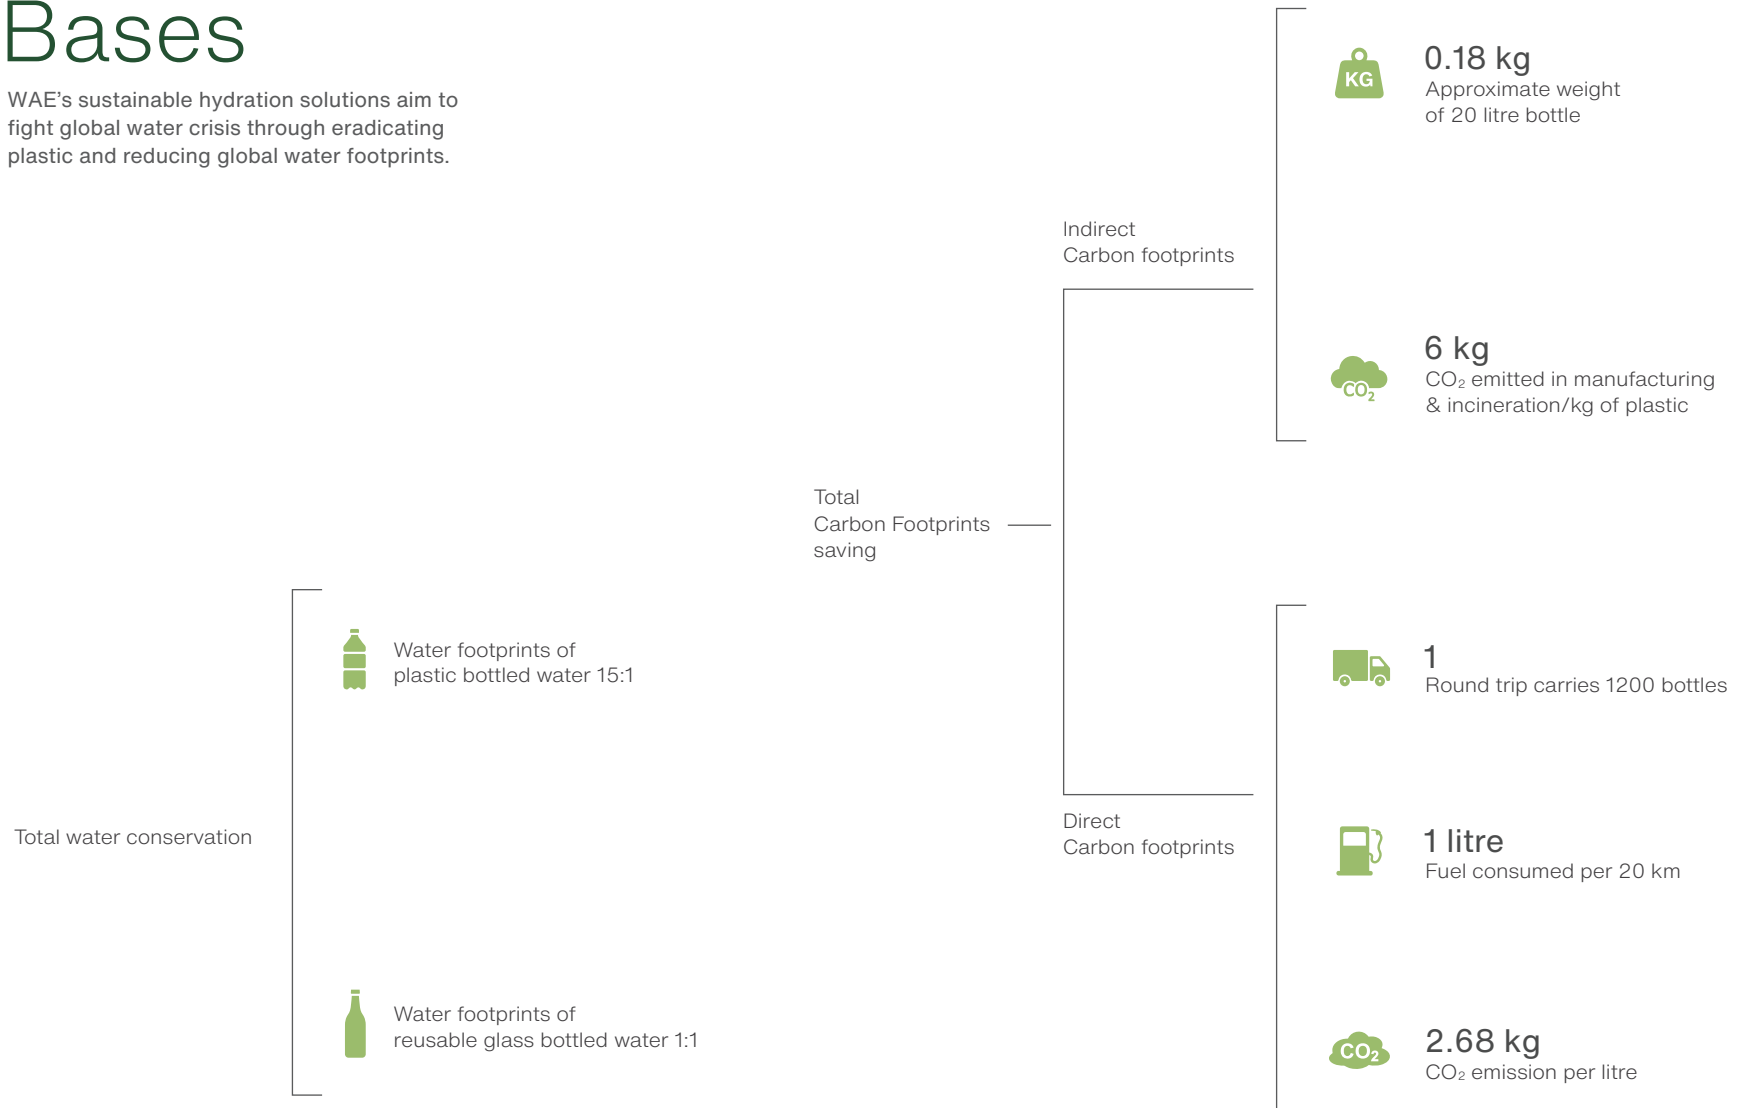 Bases
WAE’s sustainable hydration solutions aim to
fight global water crisis through eradicating
plastic and reducing global water footprints.
Total water conservation
Water footprints of
plastic bottled water 15:1
Water footprints of
reusable glass bottled water 1:1
Total
Carbon Footprints
saving
Indirect
Carbon footprints
KG
0.18 kg
Approximate weight
of 20 litre bottle
CO₂
6 kg
CO₂ emitted in manufacturing
& incineration/kg of plastic
Direct
Carbon footprints
1
Round trip carries 1200 bottles
1 litre
Fuel consumed per 20 km
CO₂
2.68 kg
CO₂ emission per litre